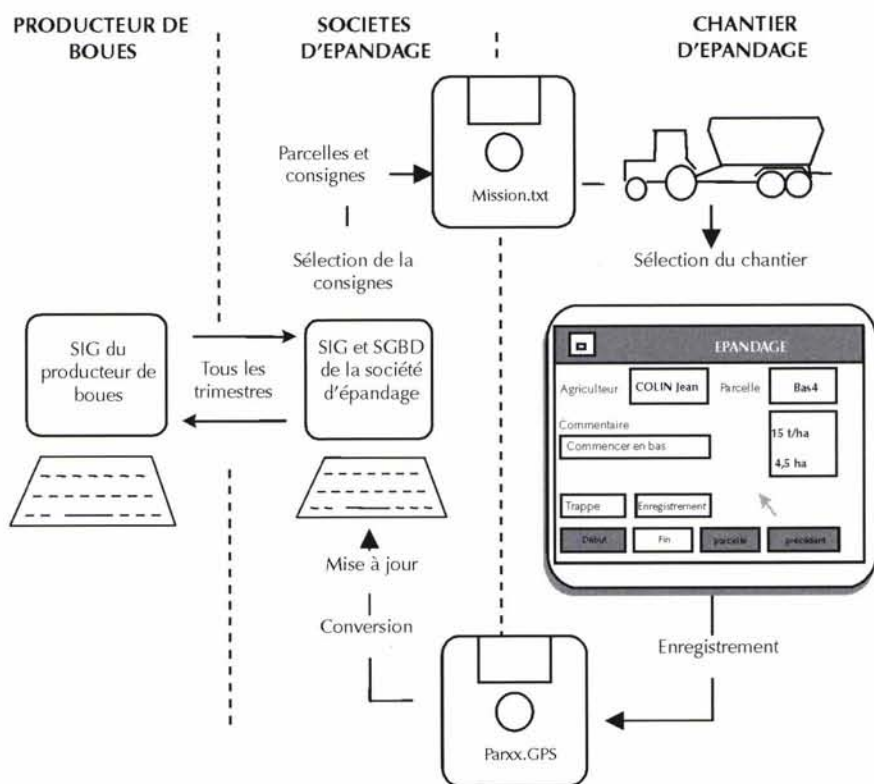 PRODUCTEUR DE
BOUES
SOCIETES
D'EPANDAGE
CHANTIER
D'EPANDAGE
Parcelles et
consignes
Mission.txt
Sélection de la
consignes
Sélection du chantier
SIG du
producteur de
boues
Tous les
trimestres
SIG et SGBD
de la société
d'épandage
EPANDAGE
Agriculteur
COLIN Jean
Parcelle
Bas4
Commentaire
Commencer en bas
15 t/ha
4,5 ha
Trappe
Enregistrement
Début
Fin
parcelle
précédant
Mise à jour
Conversion
Enregistrement
Parxx.GPS